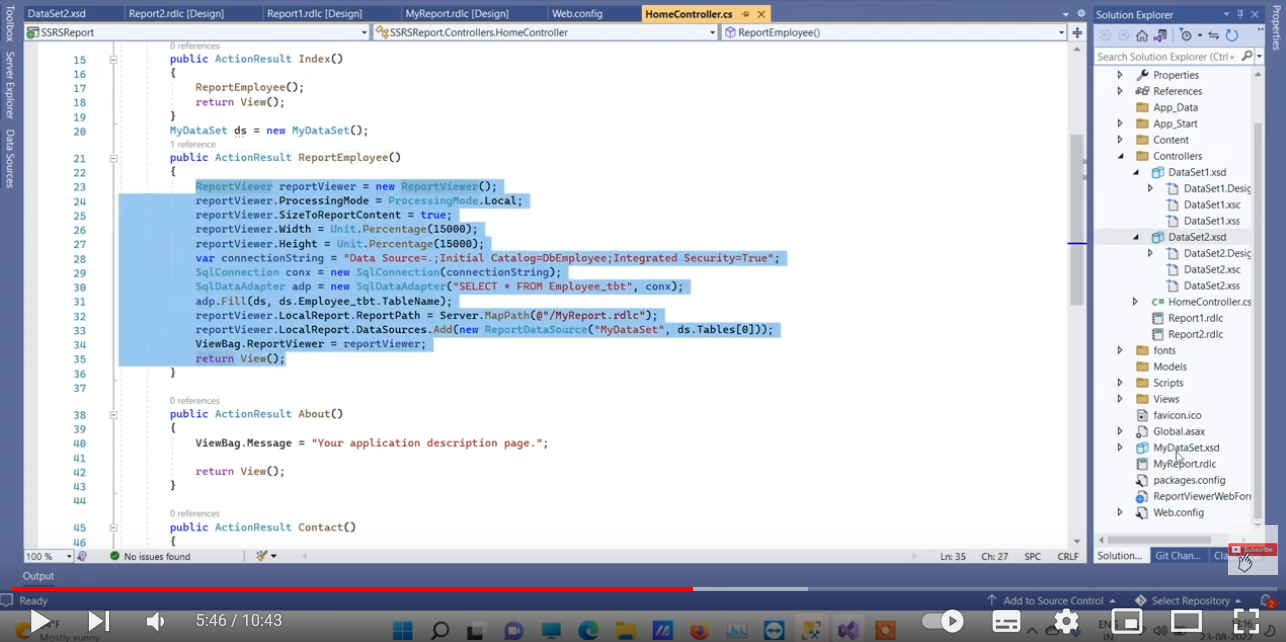 DataSet2.xsd
Report2.rdlc [Design]
Report1.rdlc [Design]
MyReport.rdlc [Design]
Web.config
HomeController.cs
Solution Explorer
Properties
Toolbox
Server Explorer
Data Sources
SSRSReport
SSRSReport.Controllers.HomeController
ReportEmployee()
Search Solution Explorer (Ctrl+
0 references
15 public ActionResult Index()
16 {
17 ReportEmployee();
18 return View();
19 }
20 MyDataSet ds = new MyDataSet();
1 reference
21 public ActionResult ReportEmployee()
22 {
23 ReportViewer reportViewer = new ReportViewer();
24 reportViewer.ProcessingMode = ProcessingMode.Local;
25 reportViewer.SizeToReportContent = true;
26 reportViewer.Width = Unit.Percentage(15000);
27 reportViewer.Height = Unit.Percentage(15000);
28 var connectionString = "Data Source=.;Initial Catalog=DbEmployee;Integrated Security=True";
29 SqlConnection conx = new SqlConnection(connectionString);
30 SqlDataAdapter adp = new SqlDataAdapter("SELECT * FROM Employee_tbt", conx);
31 adp.Fill(ds, ds.Employee_tbt.TableName);
32 reportViewer.LocalReport.ReportPath = Server.MapPath(@"/MyReport.rdlc");
33 reportViewer.LocalReport.DataSources.Add(new ReportDataSource("MyDataSet", ds.Tables[0]));
34 ViewBag.ReportViewer = reportViewer;
35 return View();
36 }
37
0 references
38 public ActionResult About()
39 {
40 ViewBag.Message = "Your application description page.";
41
42 return View();
43 }
44
0 references
45 public ActionResult Contact()
46 {
Properties
References
App_Data
App_Start
Content
Controllers
DataSet1.xsd
DataSet1.Desig
DataSet1.xsc
DataSet1.xss
DataSet2.xsd
DataSet2.Desig
DataSet2.xsc
DataSet2.xss
HomeController.cs
Report1.rdlc
Report2.rdlc
fonts
Models
Scripts
Views
favicon.ico
Global.asax
MyDataSet.xsd
MyReport.rdlc
packages.config
ReportViewerWebForm
Web.config
100 %
No issues found
Ln: 35 Ch: 27 SPC CRLF
Solution...
Git Chan...
Cla
Subscribe
Output
Ready
Add to Source Control
Select Repository
2
5:46 / 10:43
Mostly sunny
ENG
IN
19:16
23-08-2022